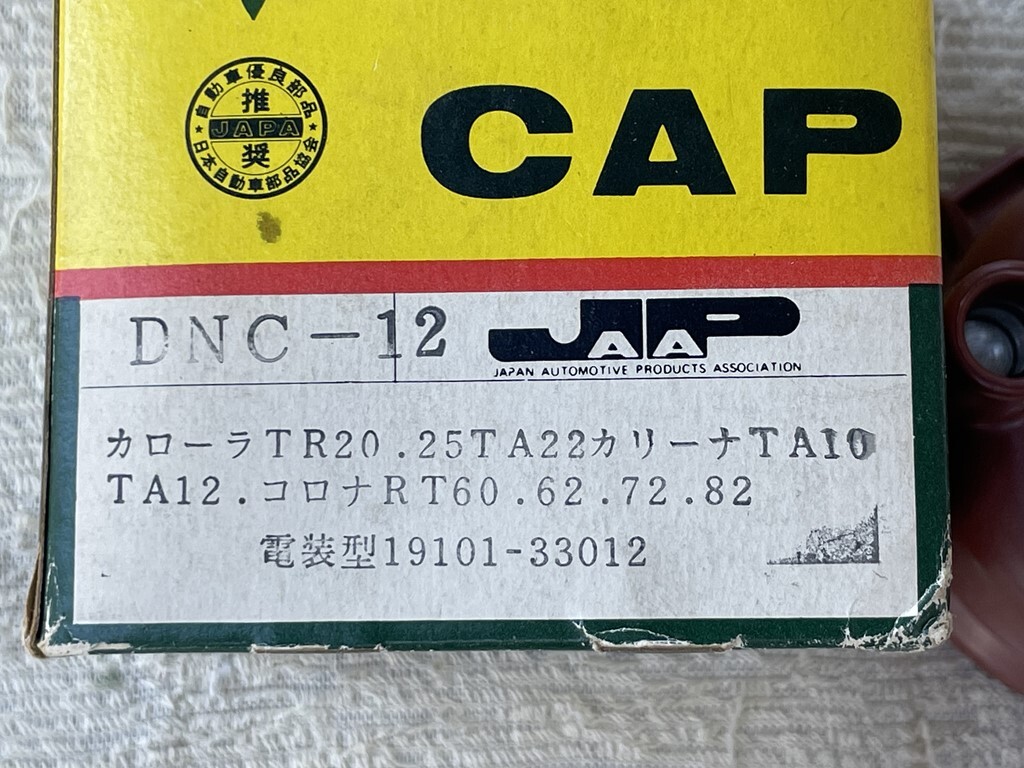 自動車優良部品
推
JAPA
奨
★日本自動車部品協会★
CAP
DNC-12
JAAPA
JAPAN AUTOMOTIVE PRODUCTS ASSOCIATION
カローラTR20.25TA22カリーナTA10
TA12.コロナRT60.62.72.82
電装型19101-33012